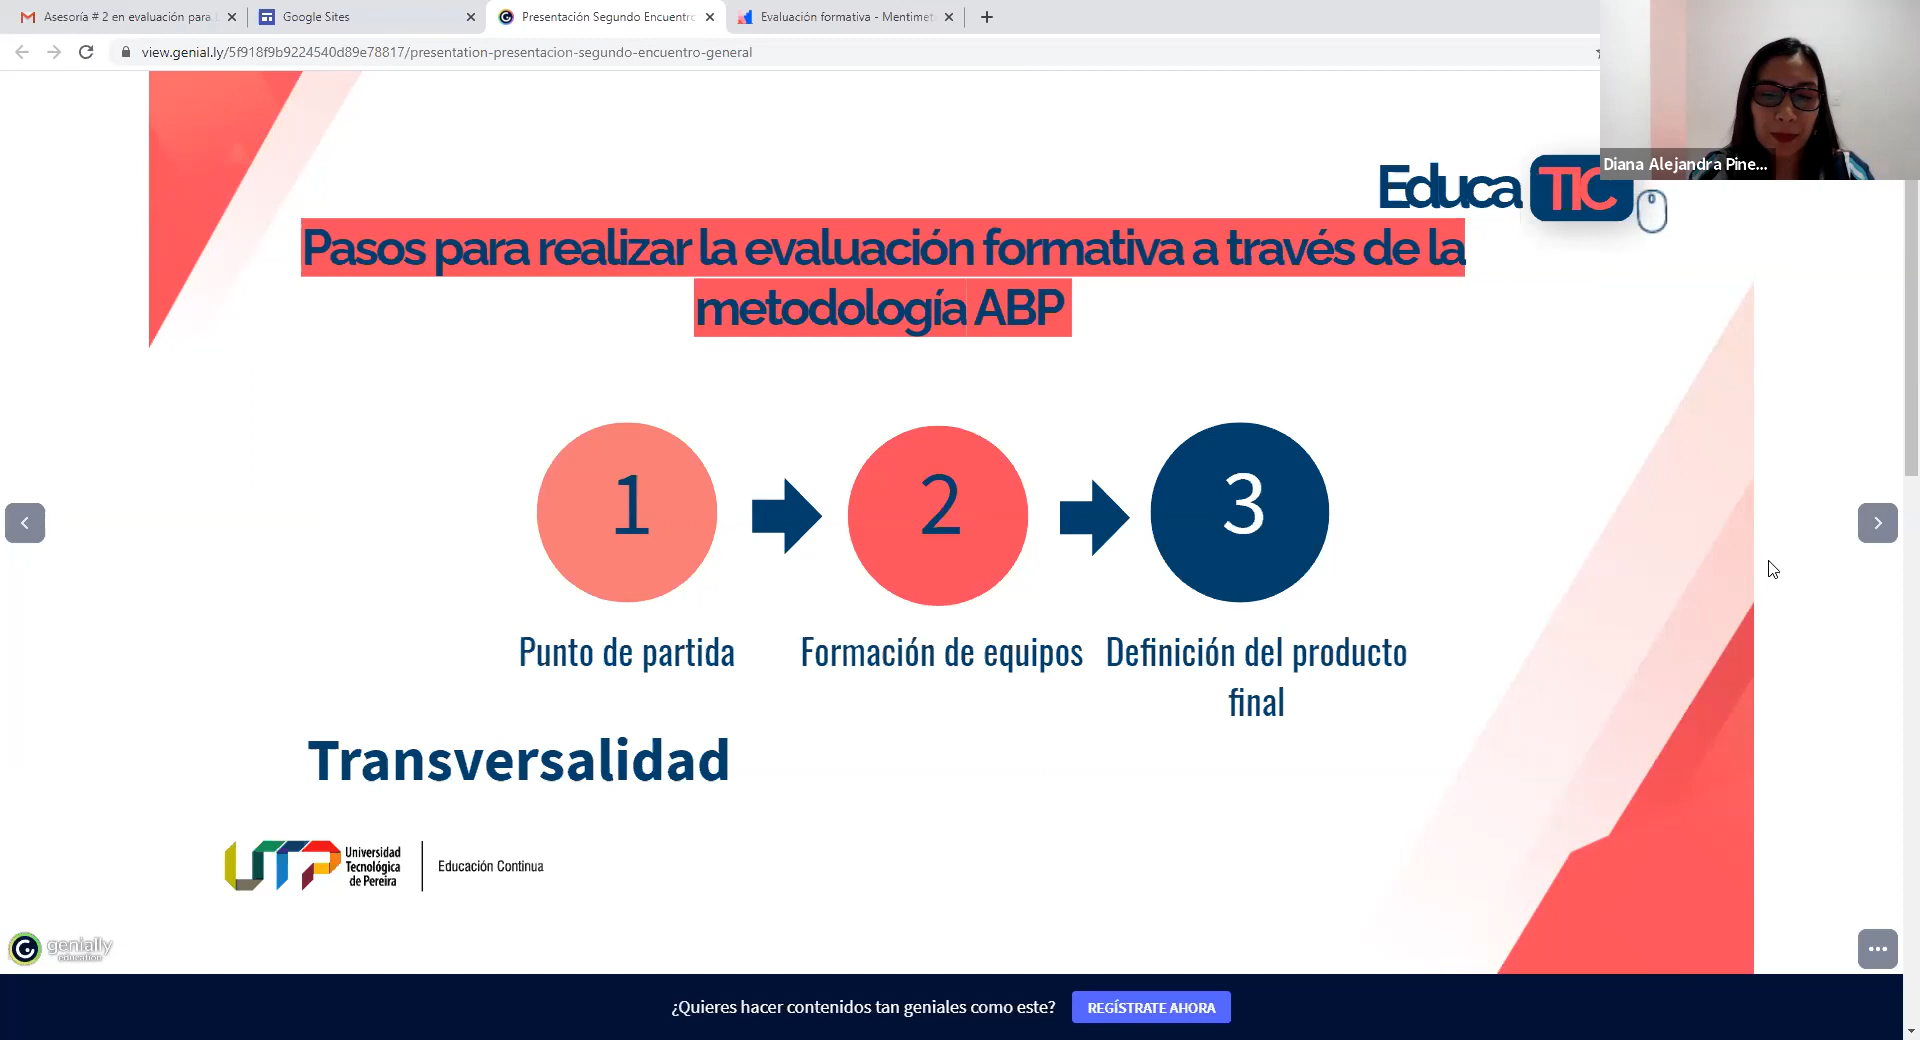 Asesoría # 2 en evaluación para
Google Sites
Presentación Segundo Encuentro
Evaluación formativa - Mentimet
view.genial.ly/5f918f9b9224540d89e78817/presentation-presentacion-segundo-encuentro-general
Diana Alejandra Pine...
Educa TIC
Pasos para realizar la evaluación formativa a través de la
metodología ABP
1
2
3
Punto de partida
Formación de equipos
Definición del producto
final
Transversalidad
UTP
Universidad
Tecnológica
de Pereira
Educación Continua
genially
education
¿Quieres hacer contenidos tan geniales como este?
REGÍSTRATE AHORA